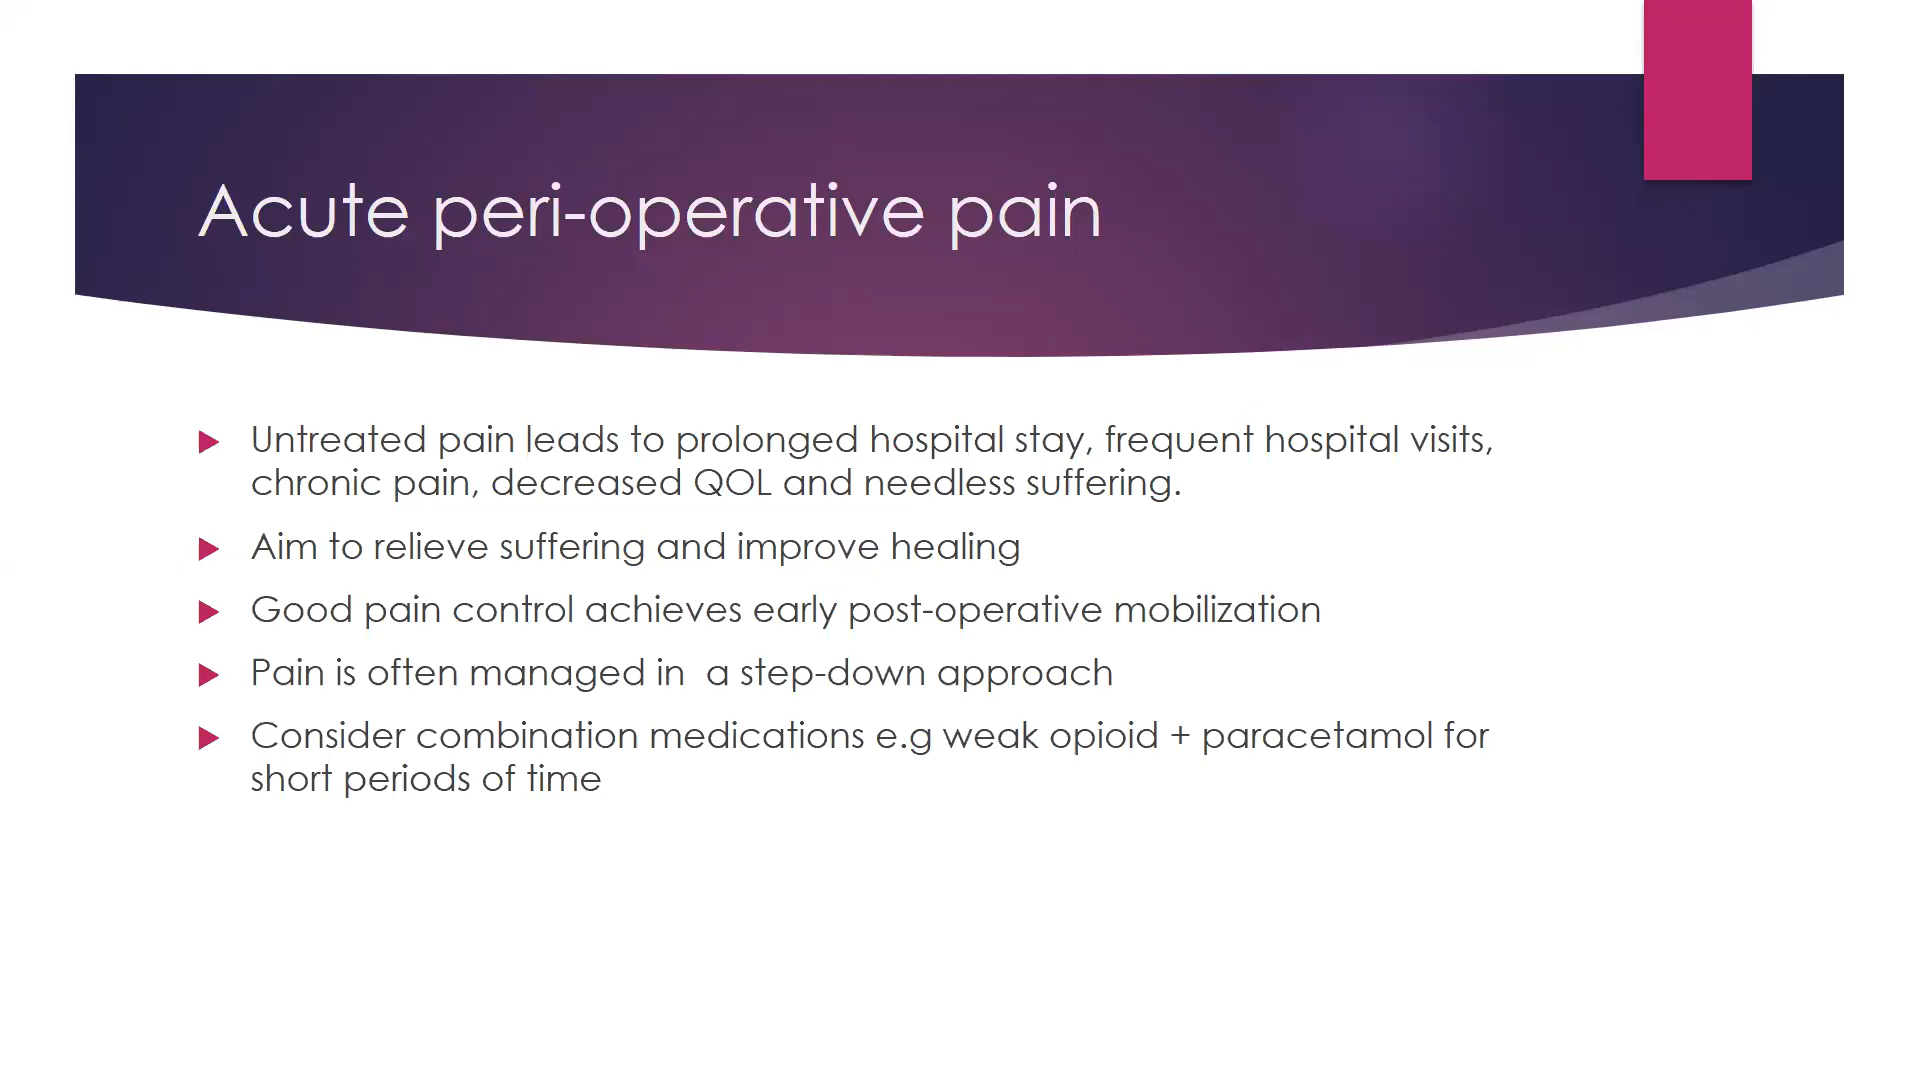 Acute peri-operative pain
Untreated pain leads to prolonged hospital stay, frequent hospital visits,
chronic pain, decreased QOL and needless suffering.
Aim to relieve suffering and improve healing
Good pain control achieves early post-operative mobilization
Pain is often managed in  a step-down approach
Consider combination medications e.g weak opioid + paracetamol for
short periods of time